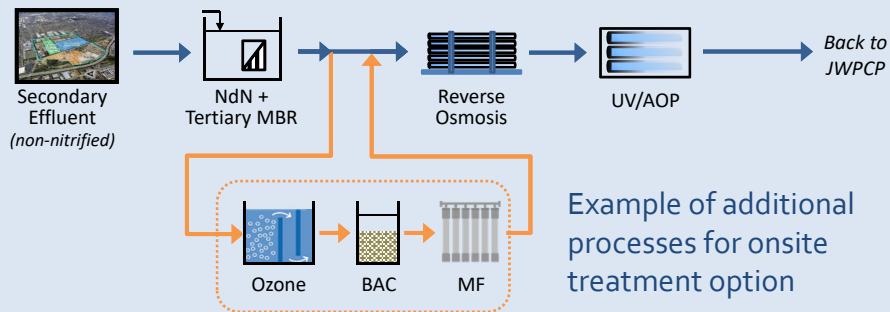 Secondary
Effluent
(non-nitrified)
NdN +
Tertiary MBR
Reverse
Osmosis
UV/AOP
Back to
JWPCP
Ozone
BAC
MF
Example of additional
processes for onsite
treatment option